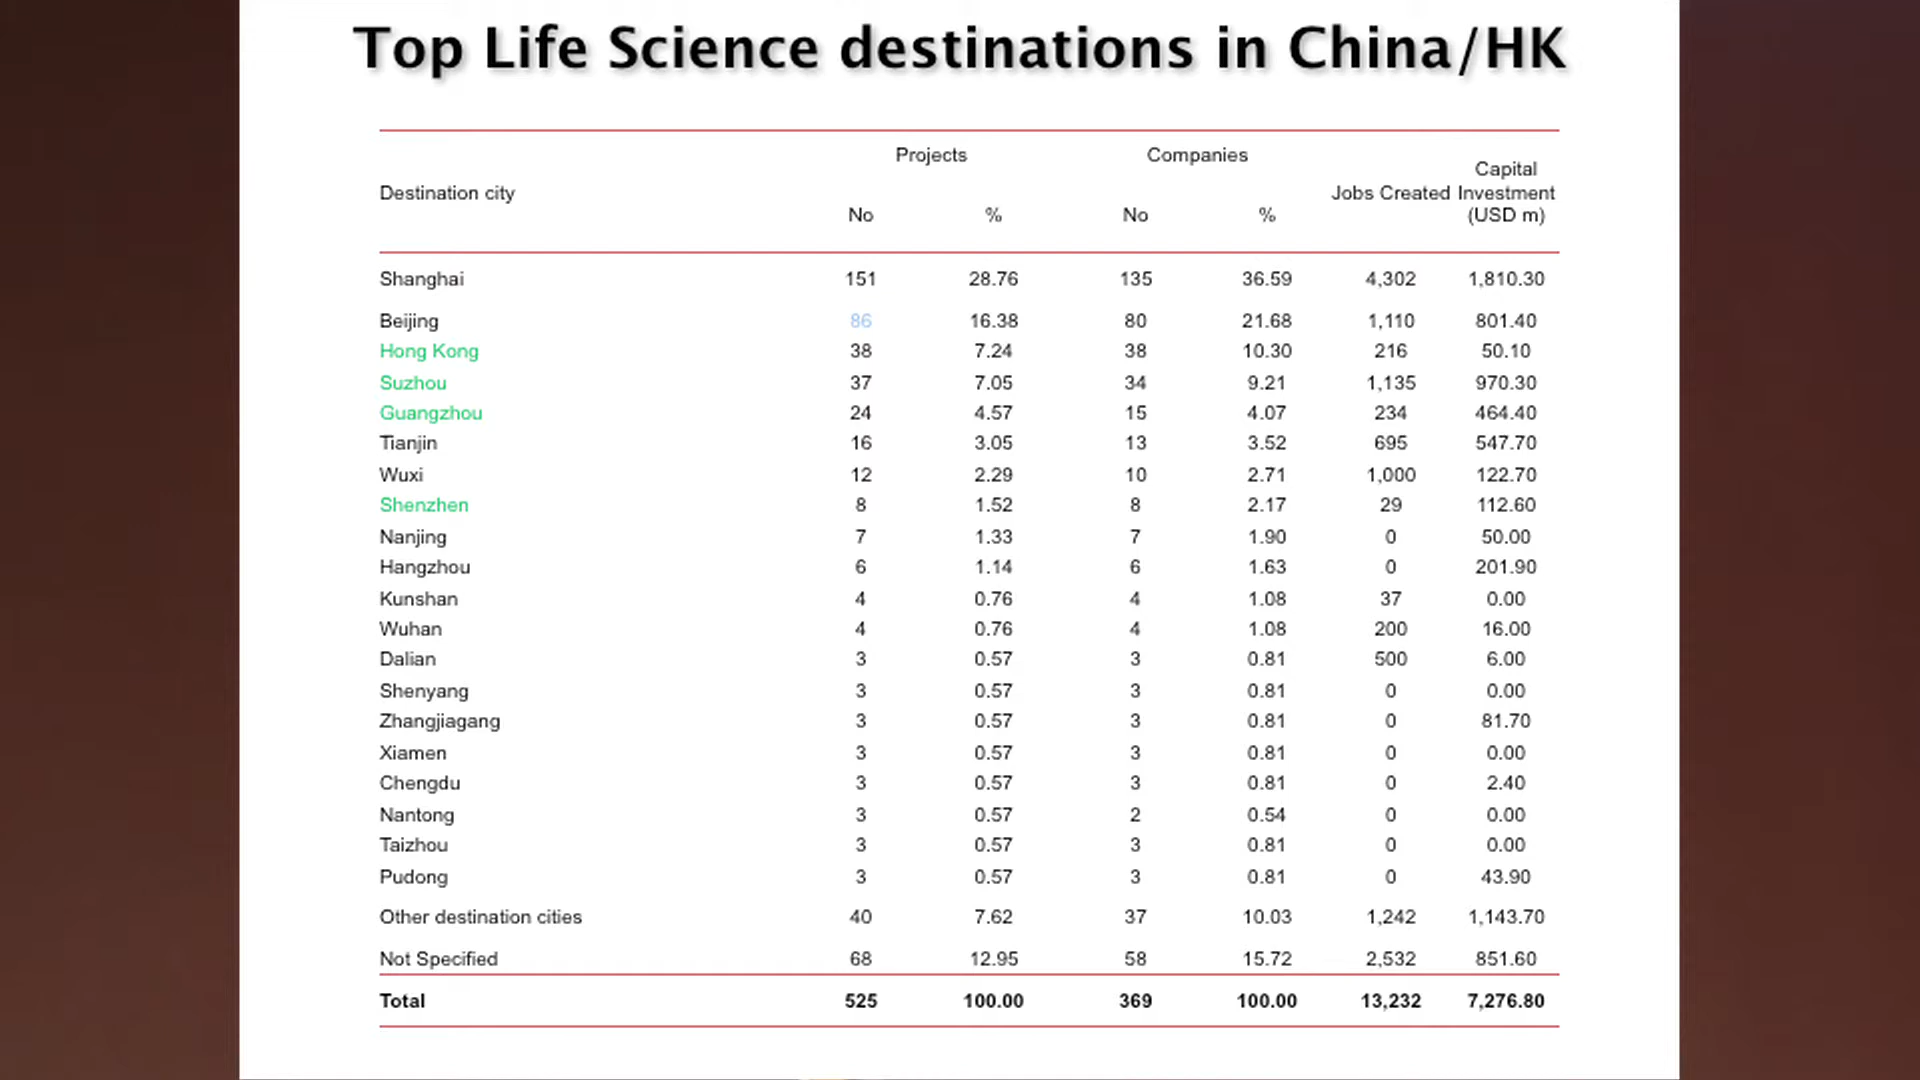 Top Life Science destinations in China/HK
Projects Companies
Destination city Jobs Created Capital Investment (USD m)
No % No %
Shanghai 151 28.76 135 36.59 4,302 1,810.30
Beijing 86 16.38 80 21.68 1,110 801.40
Hong Kong 38 7.24 38 10.30 216 50.10
Suzhou 37 7.05 34 9.21 1,135 970.30
Guangzhou 24 4.57 15 4.07 234 464.40
Tianjin 16 3.05 13 3.52 695 547.70
Wuxi 12 2.29 10 2.71 1,000 122.70
Shenzhen 8 1.52 8 2.17 29 112.60
Nanjing 7 1.33 7 1.90 0 50.00
Hangzhou 6 1.14 6 1.63 0 201.90
Kunshan 4 0.76 4 1.08 37 0.00
Wuhan 4 0.76 4 1.08 200 16.00
Dalian 3 0.57 3 0.81 500 6.00
Shenyang 3 0.57 3 0.81 0 0.00
Zhangjiagang 3 0.57 3 0.81 0 81.70
Xiamen 3 0.57 3 0.81 0 0.00
Chengdu 3 0.57 3 0.81 0 2.40
Nantong 3 0.57 2 0.54 0 0.00
Taizhou 3 0.57 3 0.81 0 0.00
Pudong 3 0.57 3 0.81 0 43.90
Other destination cities 40 7.62 37 10.03 1,242 1,143.70
Not Specified 68 12.95 58 15.72 2,532 851.60
Total 525 100.00 369 100.00 13,232 7,276.80